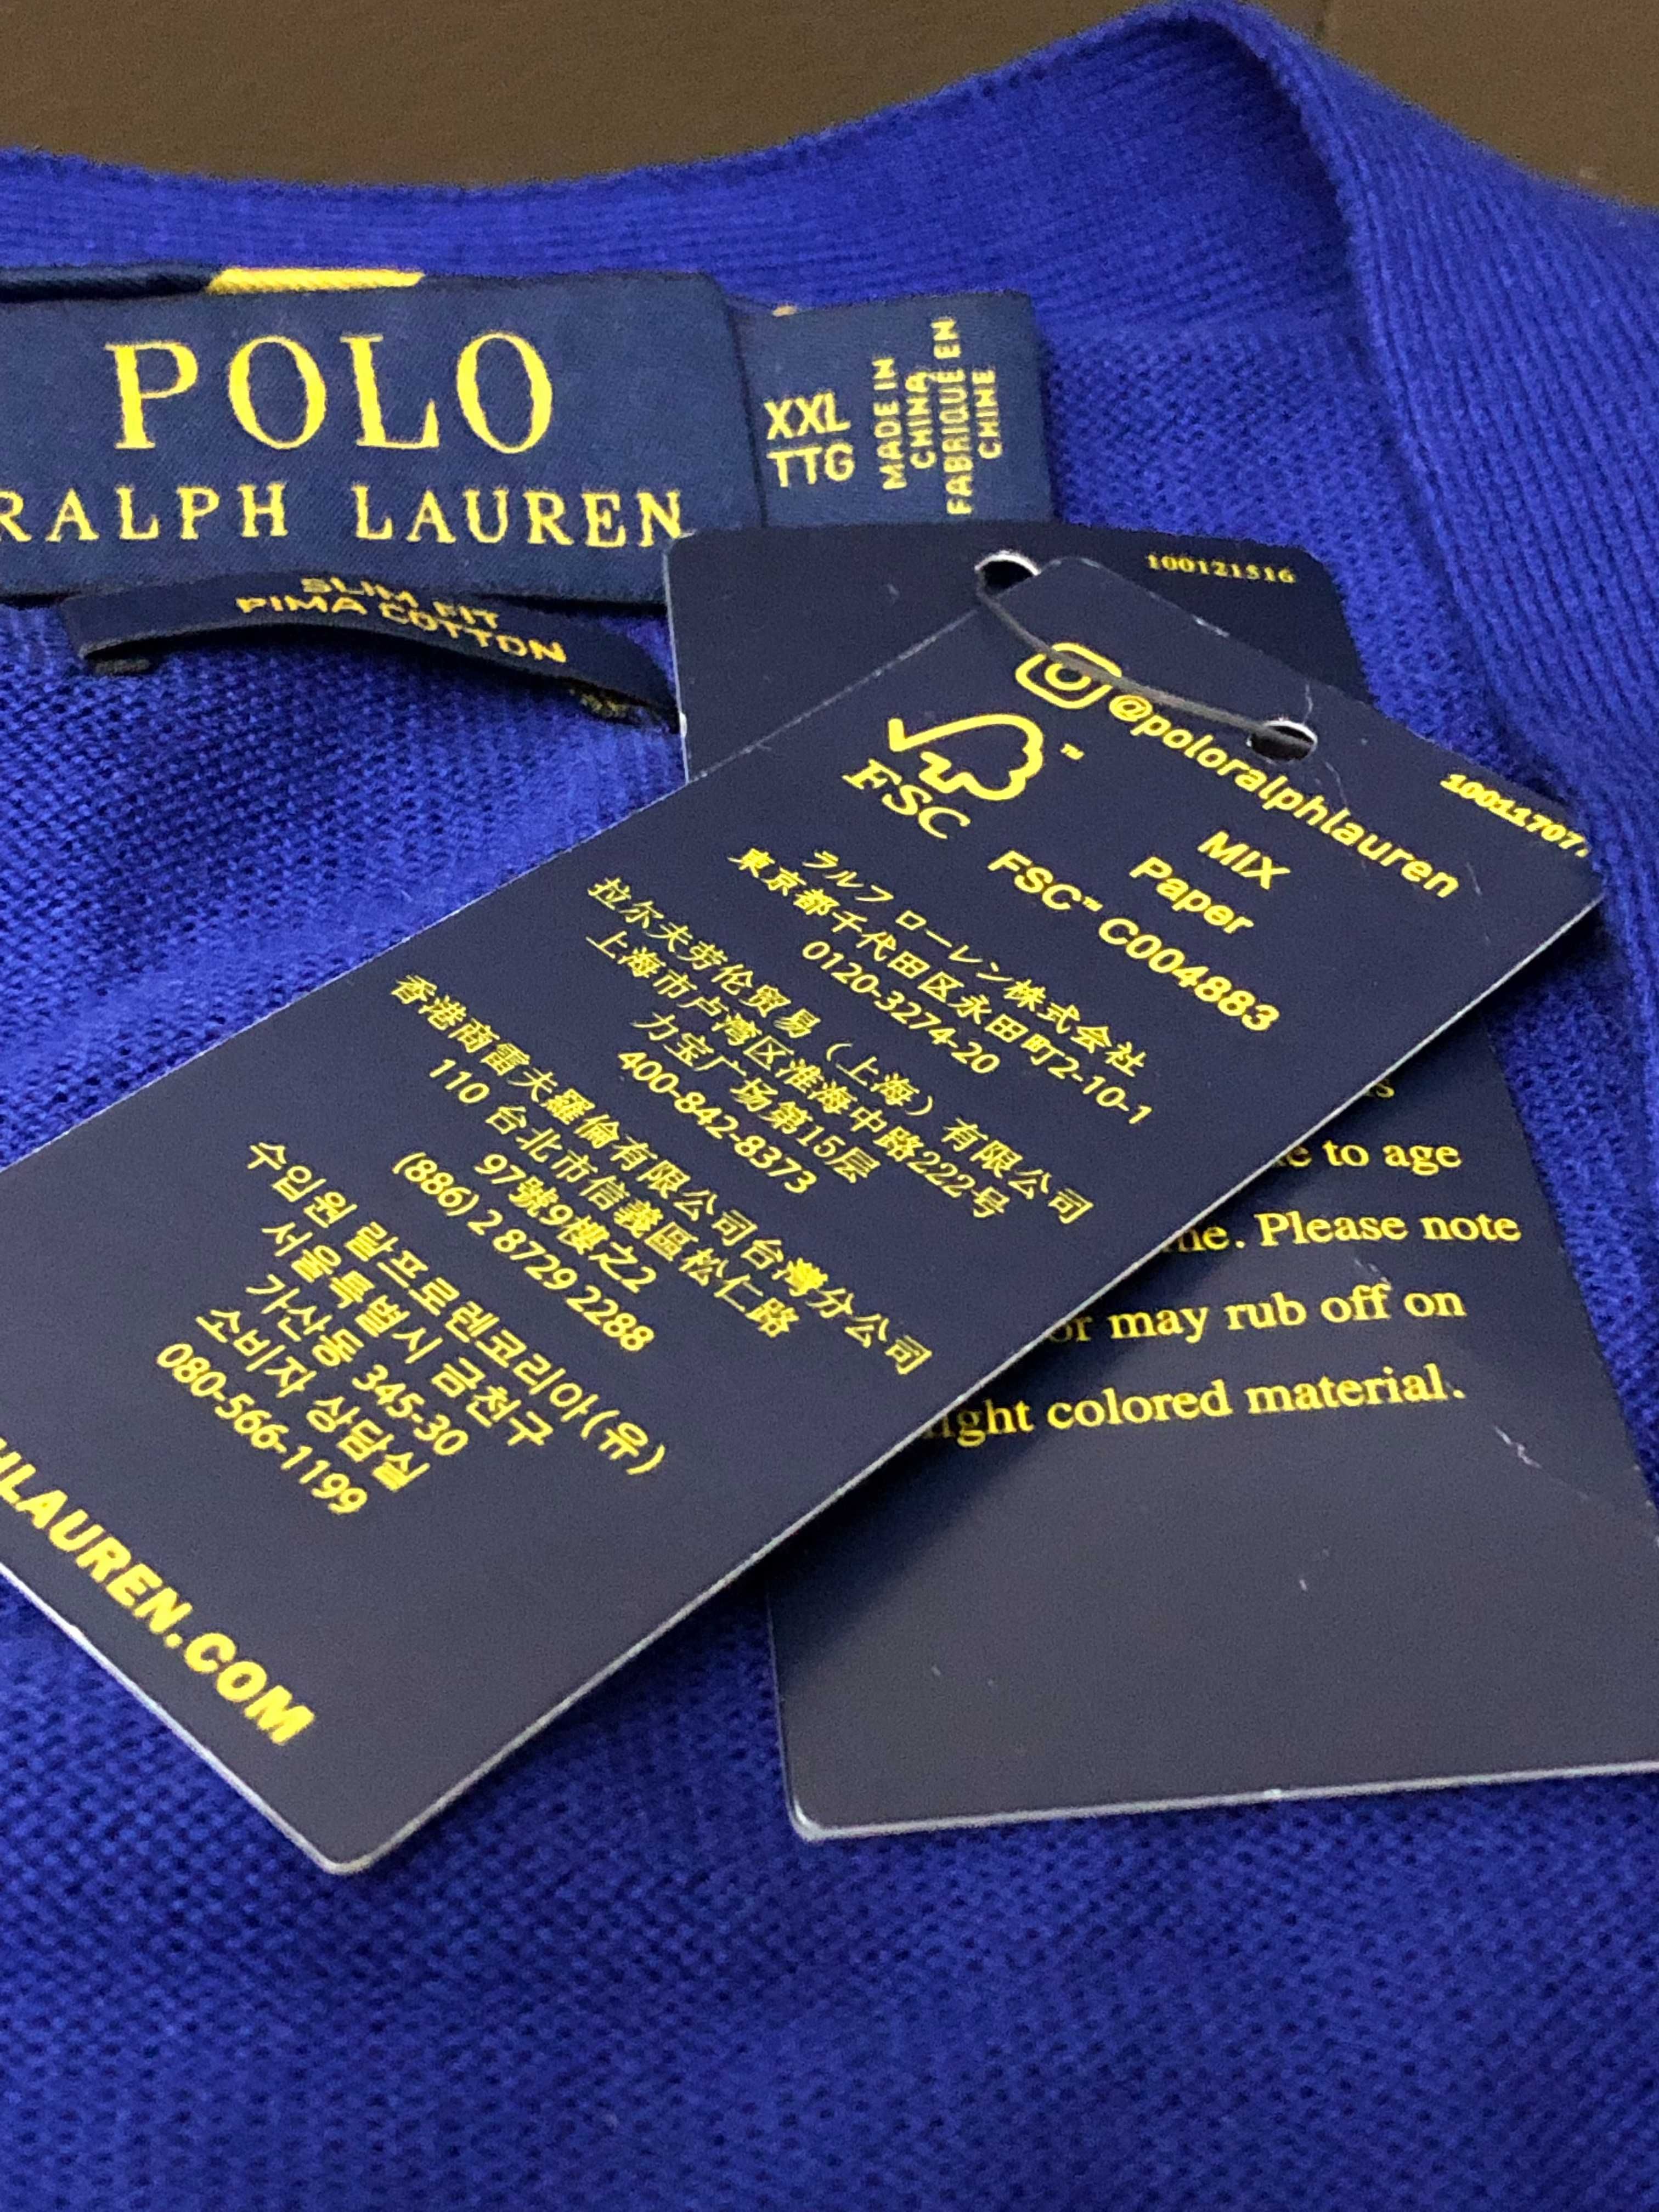 POLO
RALPH LAUREN
XXL
TTG
MADE IN
CHINA
FABRIQUÉ EN
CHINE
SLIM FIT
PIMA COTTON
100121516
@poloralphlauren
FSC™
MIX
Paper
FSC™ C004883
ラルフ ローレン株式会社
東京都千代田区永田町2-10-1
0120-3274-20
拉尔夫劳伦贸易（上海）有限公司
上海市卢湾区淮海中路222号
力宝广场第15层
400-842-8373
香港商雷夫羅倫有限公司台灣分公司
110 台北市信義區松仁路
97號9樓之2
(886) 2 8729 2288
수입원 랄프로렌코리아(유)
서울특별시 금천구
가산동 345-30
소비자 상담실
080-566-1199
HLAUREN.COM
to age
Please note
may rub off on
light colored material.